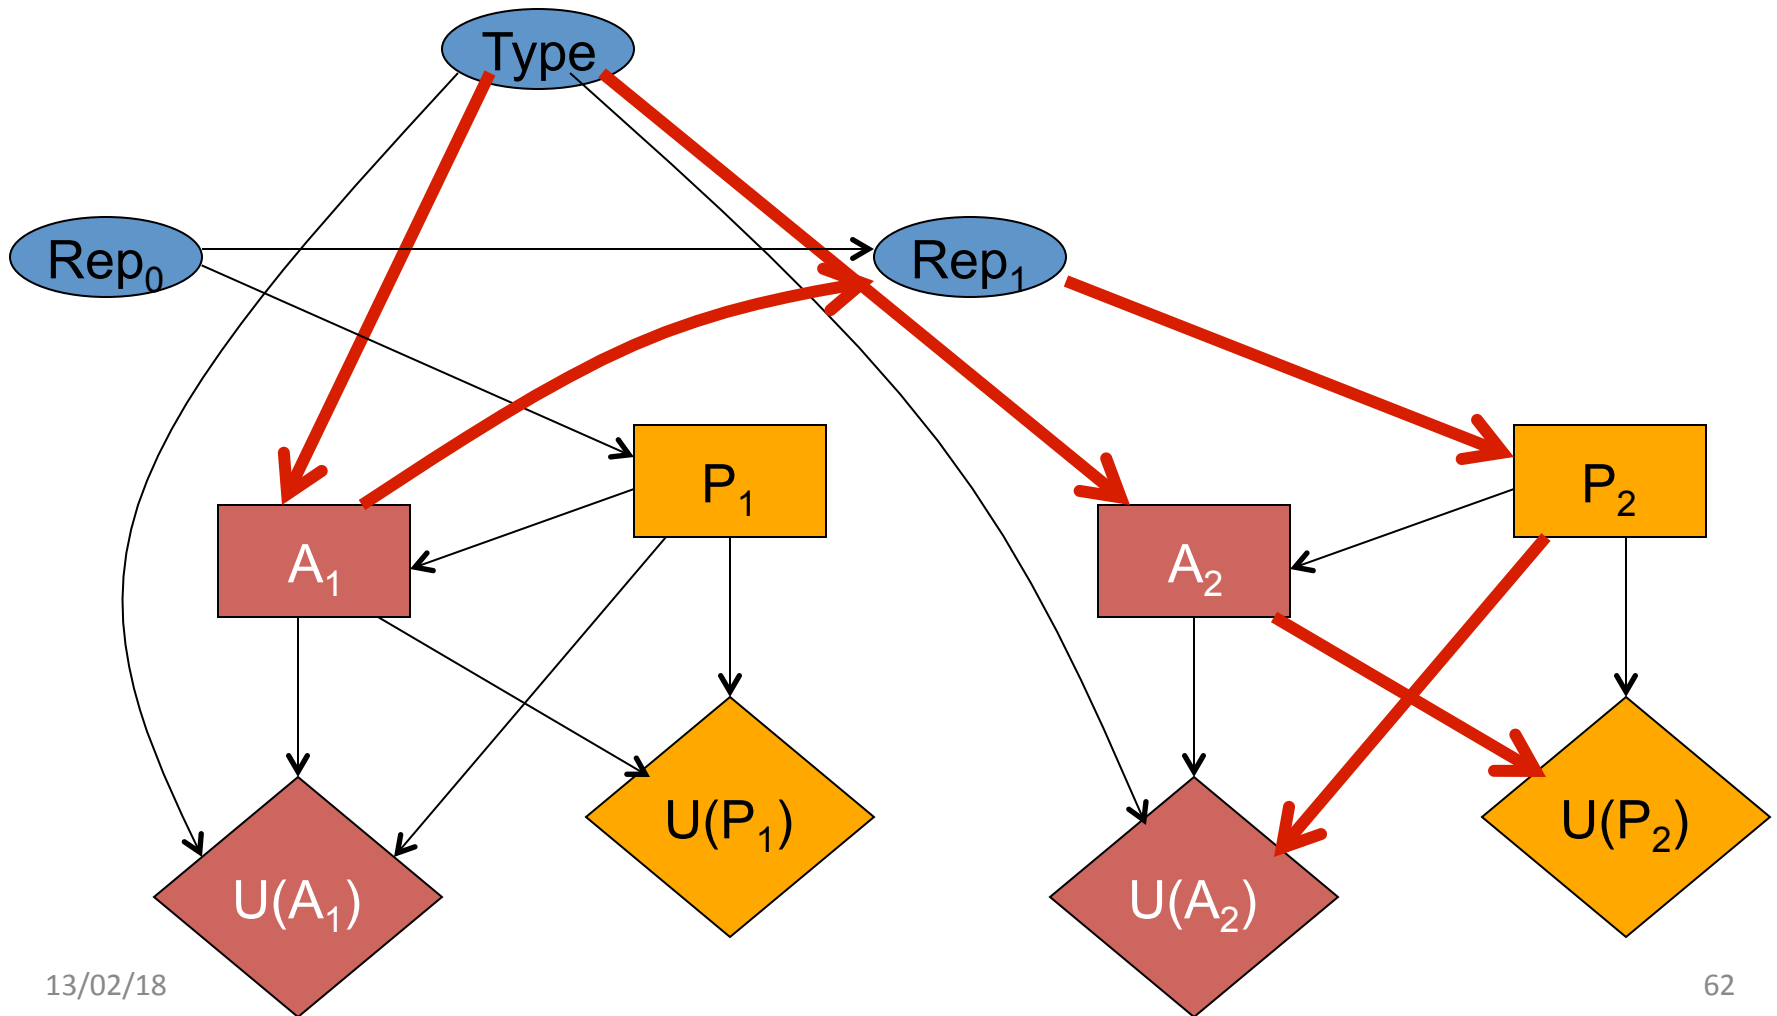 Type
Rep₀
Rep₁
P₁
P₂
A₁
A₂
U(P₁)
U(P₂)
U(A₁)
U(A₂)
13/02/18
62